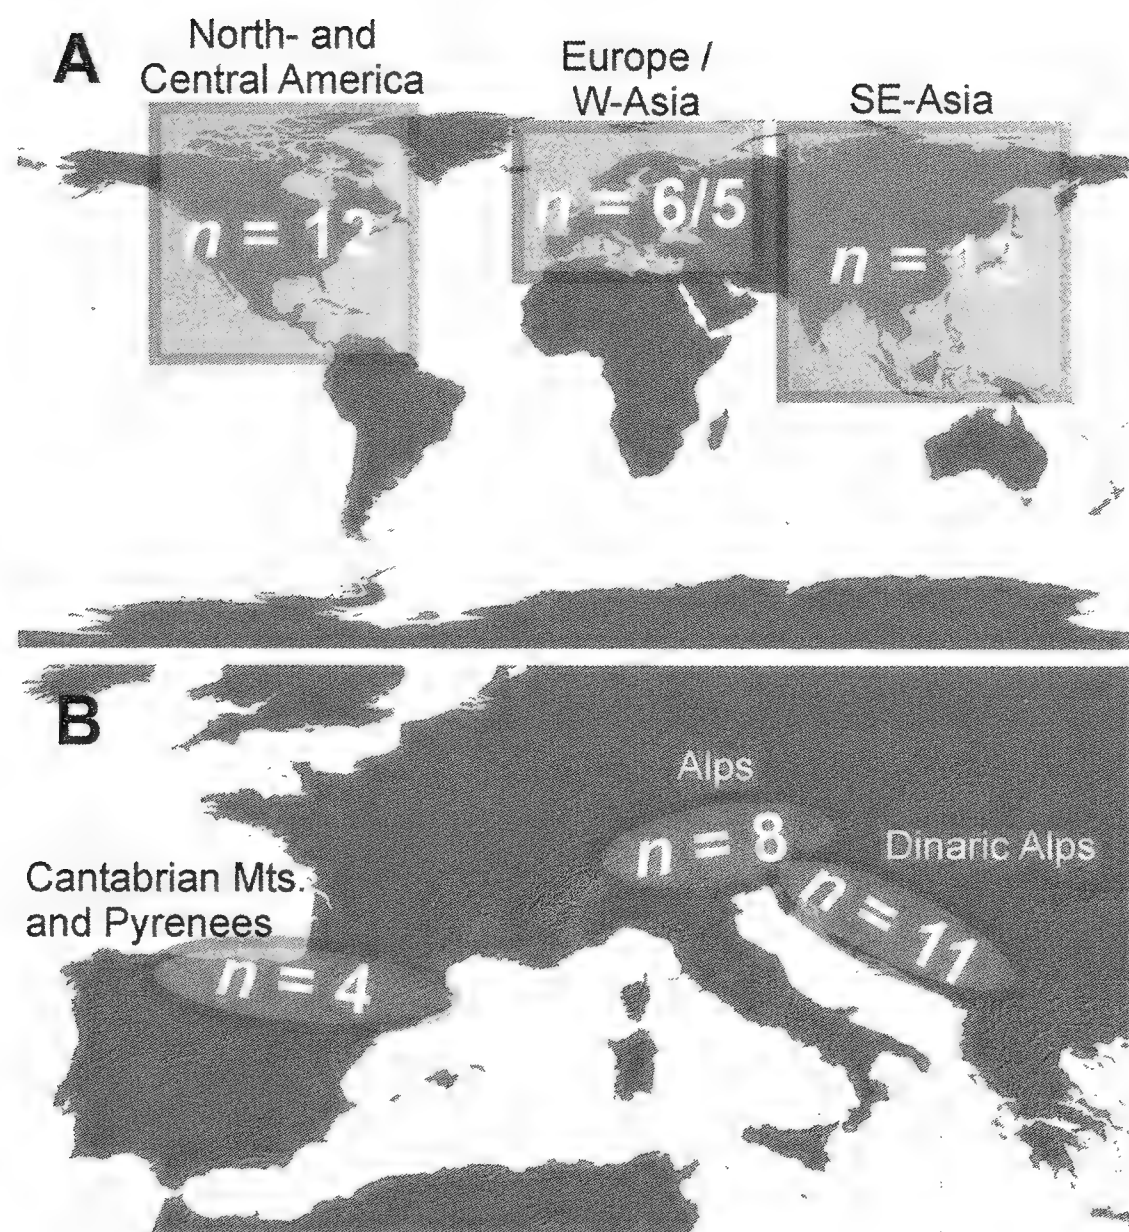 A
North- and
Central America
Europe /
W-Asia
SE-Asia
n = 12
n = 6/5
n =
B
Alps
n = 8
Dinaric Alps
n = 11
Cantabrian Mts.
and Pyrenees
n = 4